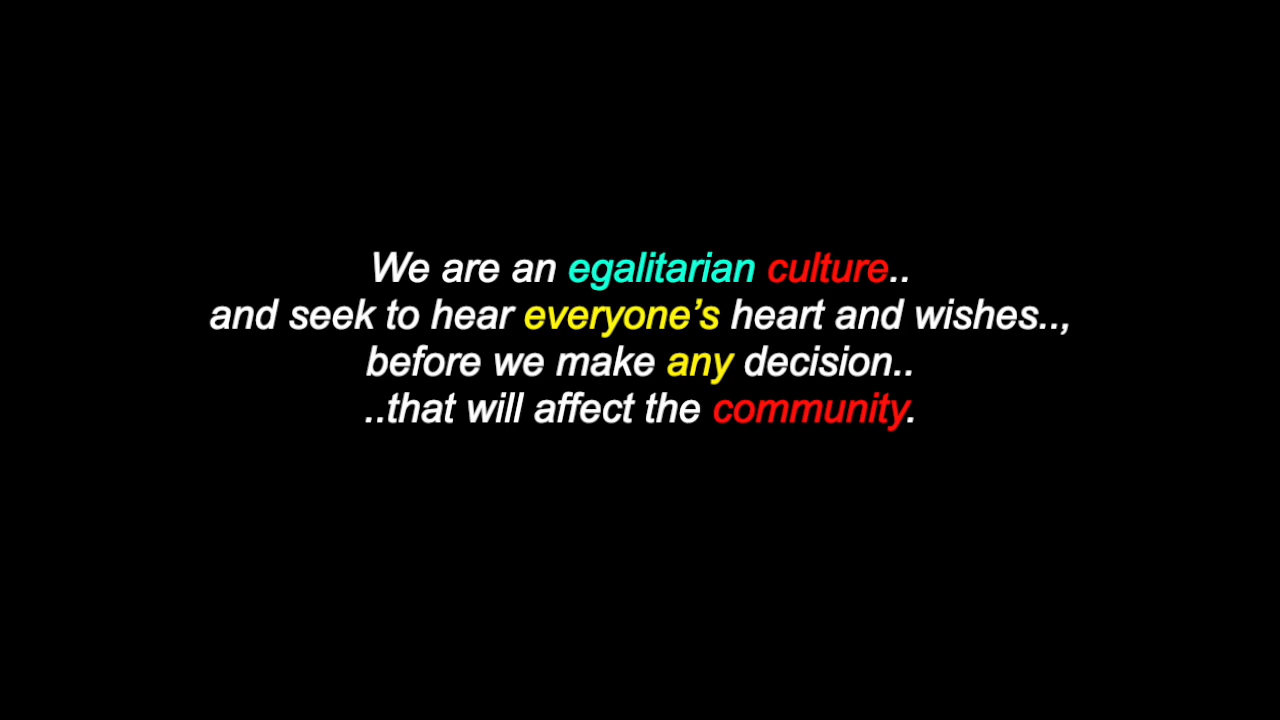 We are an egalitarian culture..
and seek to hear everyone’s heart and wishes..,
before we make any decision..
..that will affect the community.